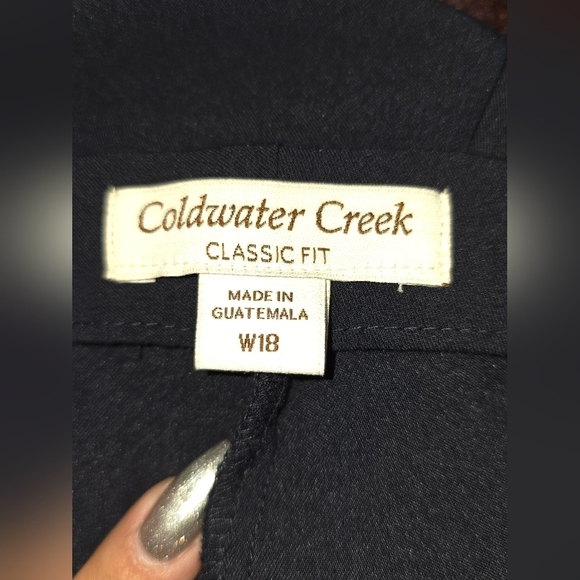 Coldwater Creek
CLASSIC FIT
MADE IN
GUATEMALA
W18